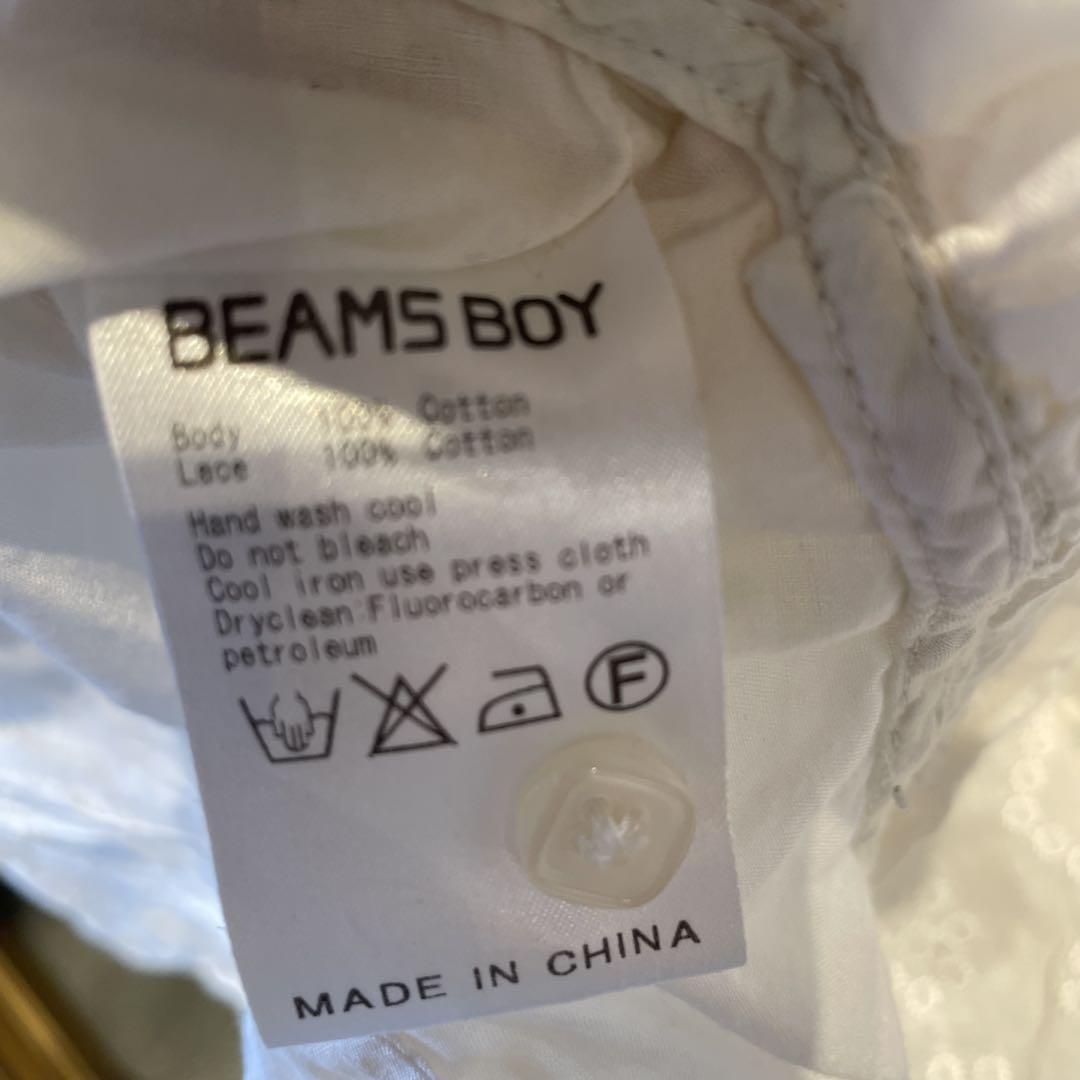 BEAMS BOY
Body 100% Cotton
Lace 100% Cotton
Hand wash cool
Do not bleach
Cool iron use press cloth
Dryclean:Fluorocarbon or
petroleum
F
MADE IN CHINA